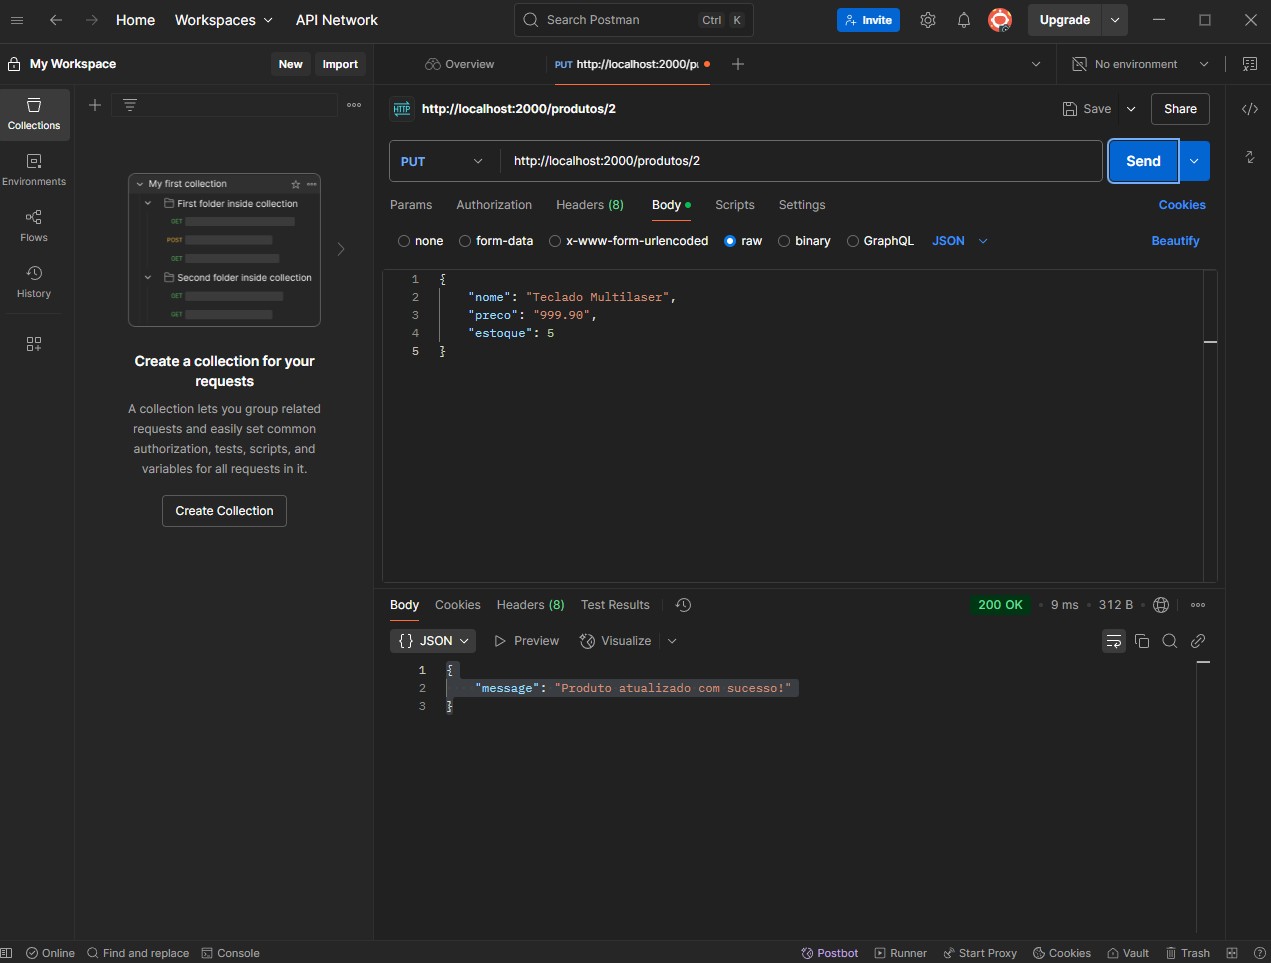 Home Workspaces API Network Search Postman Ctrl K Invite Upgrade
My Workspace New Import Overview PUT http://localhost:2000/p No environment
http://localhost:2000/produtos/2 Save Share
PUT http://localhost:2000/produtos/2 Send
Params Authorization Headers (8) Body Scripts Settings Cookies
none form-data x-www-form-urlencoded raw binary GraphQL JSON Beautify
1 {
2 "nome": "Teclado Multilaser",
3 "preco": "999.90",
4 "estoque": 5
5 }
Collections
Environments
Flows
History
My first collection
First folder inside collection
GET
POST
GET
Second folder inside collection
GET
GET
Create a collection for your
requests
A collection lets you group related
requests and easily set common
authorization, tests, scripts, and
variables for all requests in it.
Create Collection
Body Cookies Headers (8) Test Results 200 OK • 9 ms • 312 B •
{} JSON Preview Visualize
1 {
2 "message": "Produto atualizado com sucesso!"
3 }
Online Find and replace Console Postbot Runner Start Proxy Cookies Vault Trash